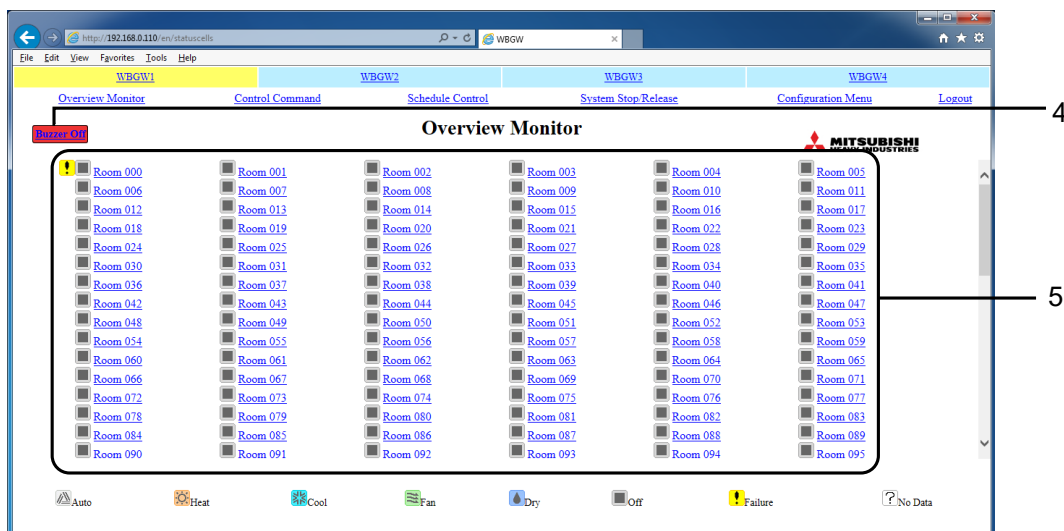 http://192.168.0.110/en/statuscells WBGW
File Edit View Favorites Tools Help
WBGW1 WBGW2 WBGW3 WBGW4
Overview Monitor Control Command Schedule Control System Stop/Release Configuration Menu Logout
4
Buzzer Off Overview Monitor
MITSUBISHI
HEAVY INDUSTRIES
Room 000 Room 001 Room 002 Room 003 Room 004 Room 005
Room 006 Room 007 Room 008 Room 009 Room 010 Room 011
Room 012 Room 013 Room 014 Room 015 Room 016 Room 017
Room 018 Room 019 Room 020 Room 021 Room 022 Room 023
Room 024 Room 025 Room 026 Room 027 Room 028 Room 029
Room 030 Room 031 Room 032 Room 033 Room 034 Room 035
Room 036 Room 037 Room 038 Room 039 Room 040 Room 041
5
Room 042 Room 043 Room 044 Room 045 Room 046 Room 047
Room 048 Room 049 Room 050 Room 051 Room 052 Room 053
Room 054 Room 055 Room 056 Room 057 Room 058 Room 059
Room 060 Room 061 Room 062 Room 063 Room 064 Room 065
Room 066 Room 067 Room 068 Room 069 Room 070 Room 071
Room 072 Room 073 Room 074 Room 075 Room 076 Room 077
Room 078 Room 079 Room 080 Room 081 Room 082 Room 083
Room 084 Room 085 Room 086 Room 087 Room 088 Room 089
Room 090 Room 091 Room 092 Room 093 Room 094 Room 095
Auto Heat Cool Fan Dry Off Failure No Data